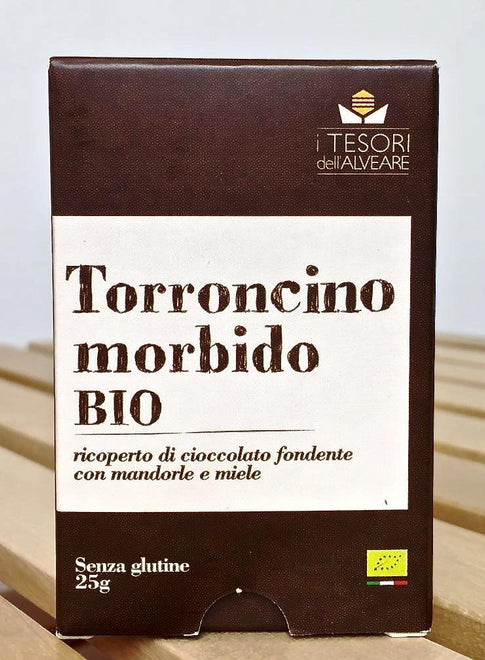 i TESORI
dell'ALVEARE
Torroncino
morbido
BIO
ricoperto di cioccolato fondente
con mandorle e miele
Senza glutine
25g